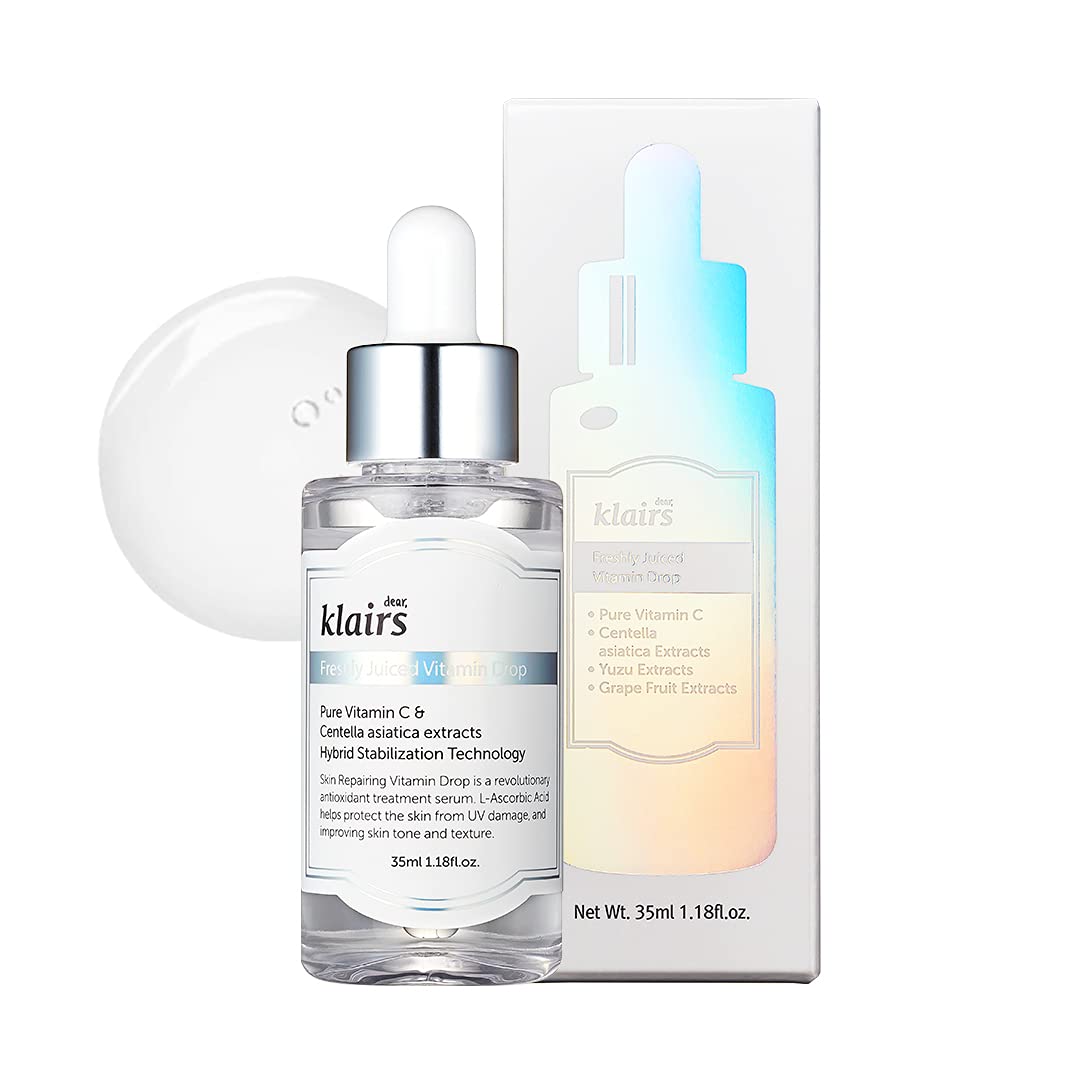 dear,
klairs
Freshly Juiced Vitamin Drop
Pure Vitamin C &
Centella asiatica extracts
Hybrid Stabilization Technology
Skin Repairing Vitamin Drop is a revolutionary
antioxidant treatment serum. L-Ascorbic Acid
helps protect the skin from UV damage, and
improving skin tone and texture.
35ml 1.18fl.oz.
dear,
klairs
Freshly Juiced
Vitamin Drop
• Pure Vitamin C
• Centella
asiatica Extracts
• Yuzu Extracts
• Grape Fruit Extracts
Net Wt. 35ml 1.18fl.oz.